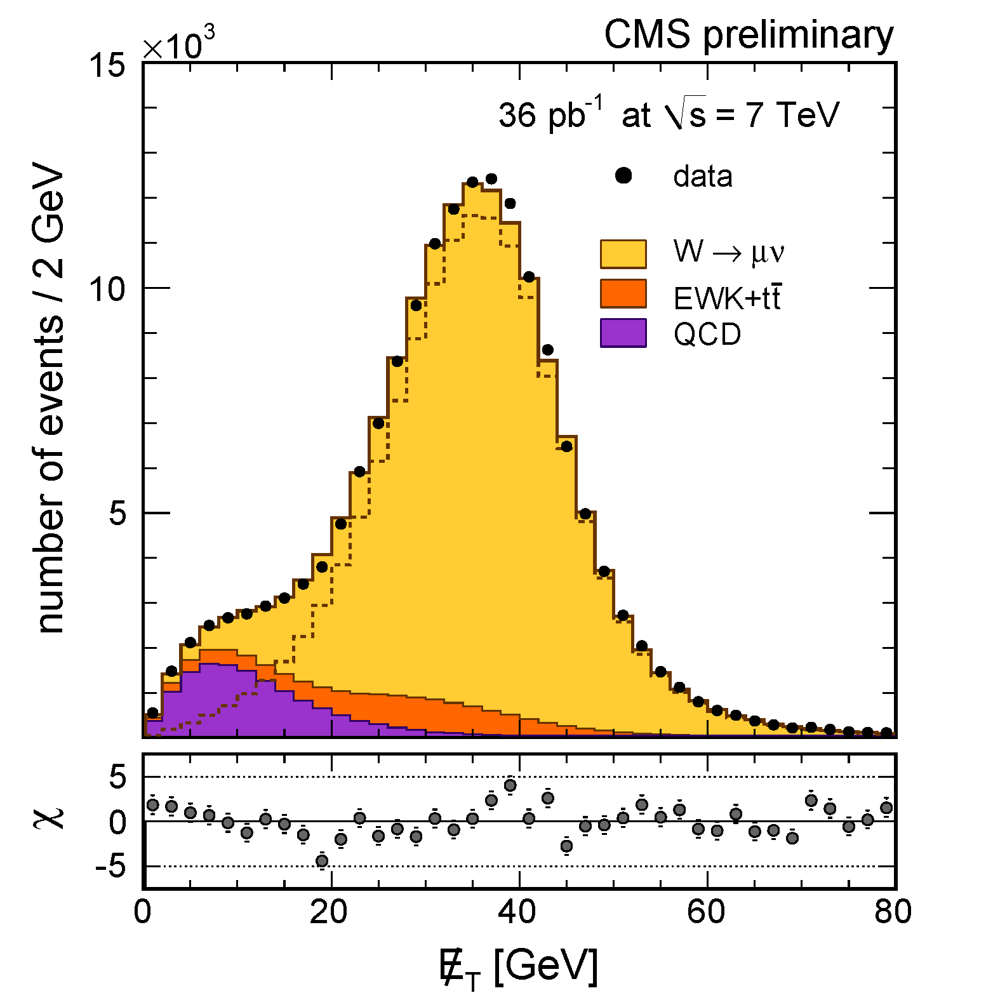 CMS preliminary
×10³
15
10
5
number of events / 2 GeV
36 pb⁻¹ at √s = 7 TeV
data
W → μν
EWK+tt̄
QCD
5
0
-5
χ
0 20 40 60 80
E̸_T [GeV]